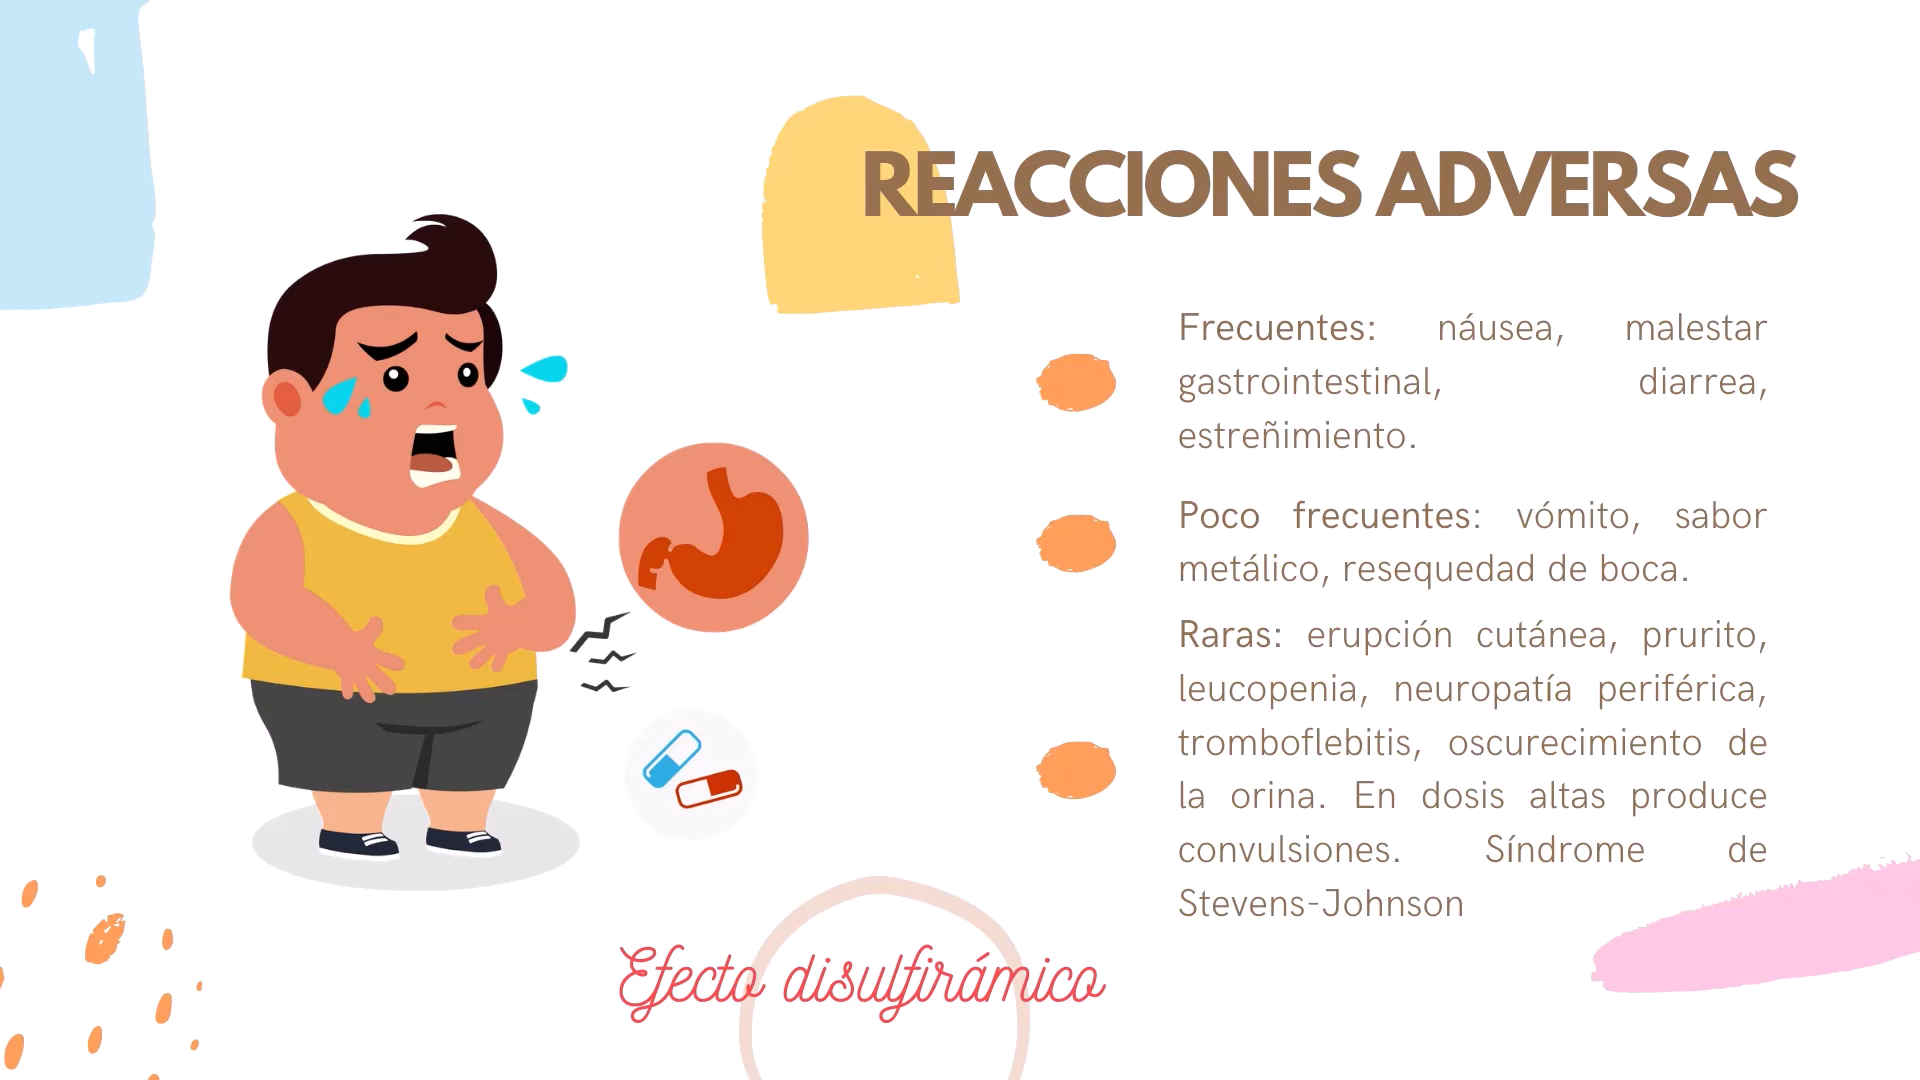 REACCIONES ADVERSAS
Frecuentes: náusea, malestar
gastrointestinal, diarrea,
estreñimiento.
Poco frecuentes: vómito, sabor
metálico, resequedad de boca.
Raras: erupción cutánea, prurito,
leucopenia, neuropatía periférica,
tromboflebitis, oscurecimiento de
la orina. En dosis altas produce
convulsiones. Síndrome de
Stevens-Johnson
Efecto disulfirámico